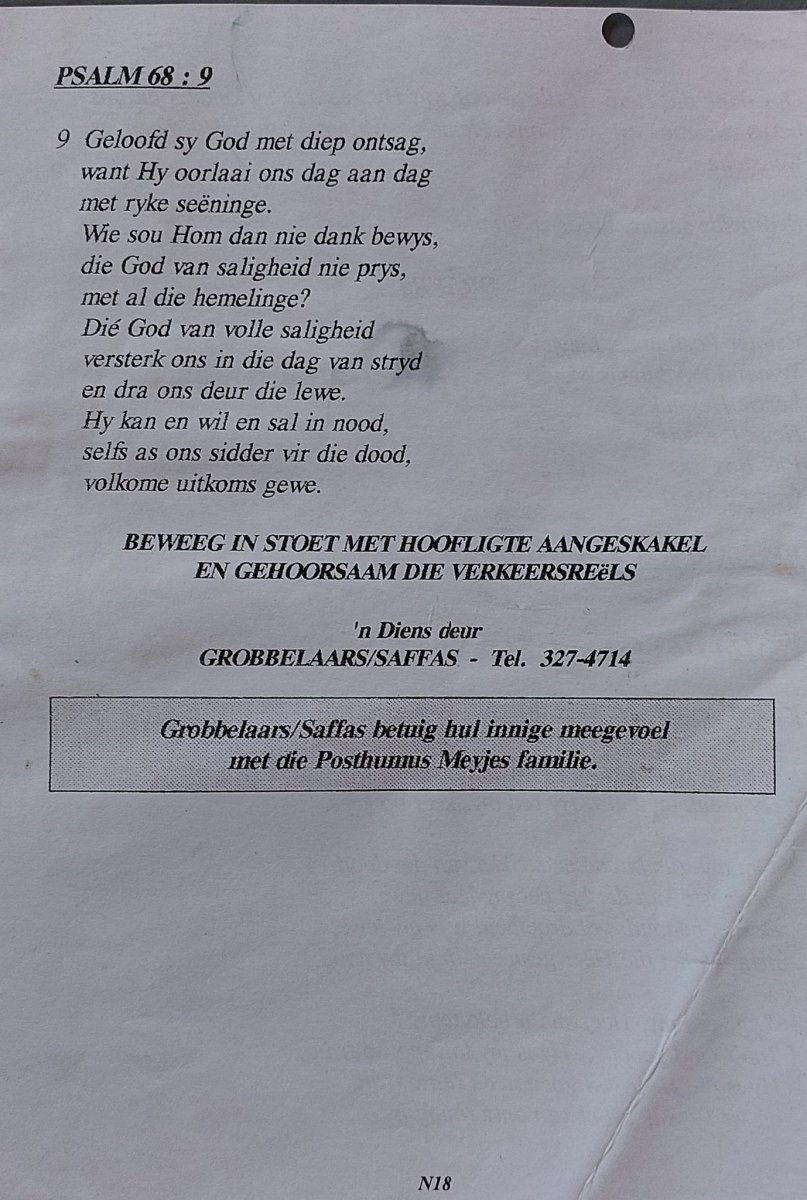 PSALM 68 : 9
9 Geloofd sy God met diep ontsag,
want Hy oorlaai ons dag aan dag
met ryke seëninge.
Wie sou Hom dan nie dank bewys,
die God van saligheid nie prys,
met al die hemelinge?
Dié God van volle saligheid
versterk ons in die dag van stryd
en dra ons deur die lewe.
Hy kan en wil en sal in nood,
selfs as ons sidder vir die dood,
volkome uitkoms gewe.
BEWEEG IN STOET MET HOOFLIGTE AANGESKAKEL
EN GEHOORSAAM DIE VERKEERSREëLS
'n Diens deur
GROBBELAARS/SAFFAS - Tel. 327-4714
Grobbelaars/Saffas betuig hul innige meegevoel
met die Posthumus Meyjes familie.
N18